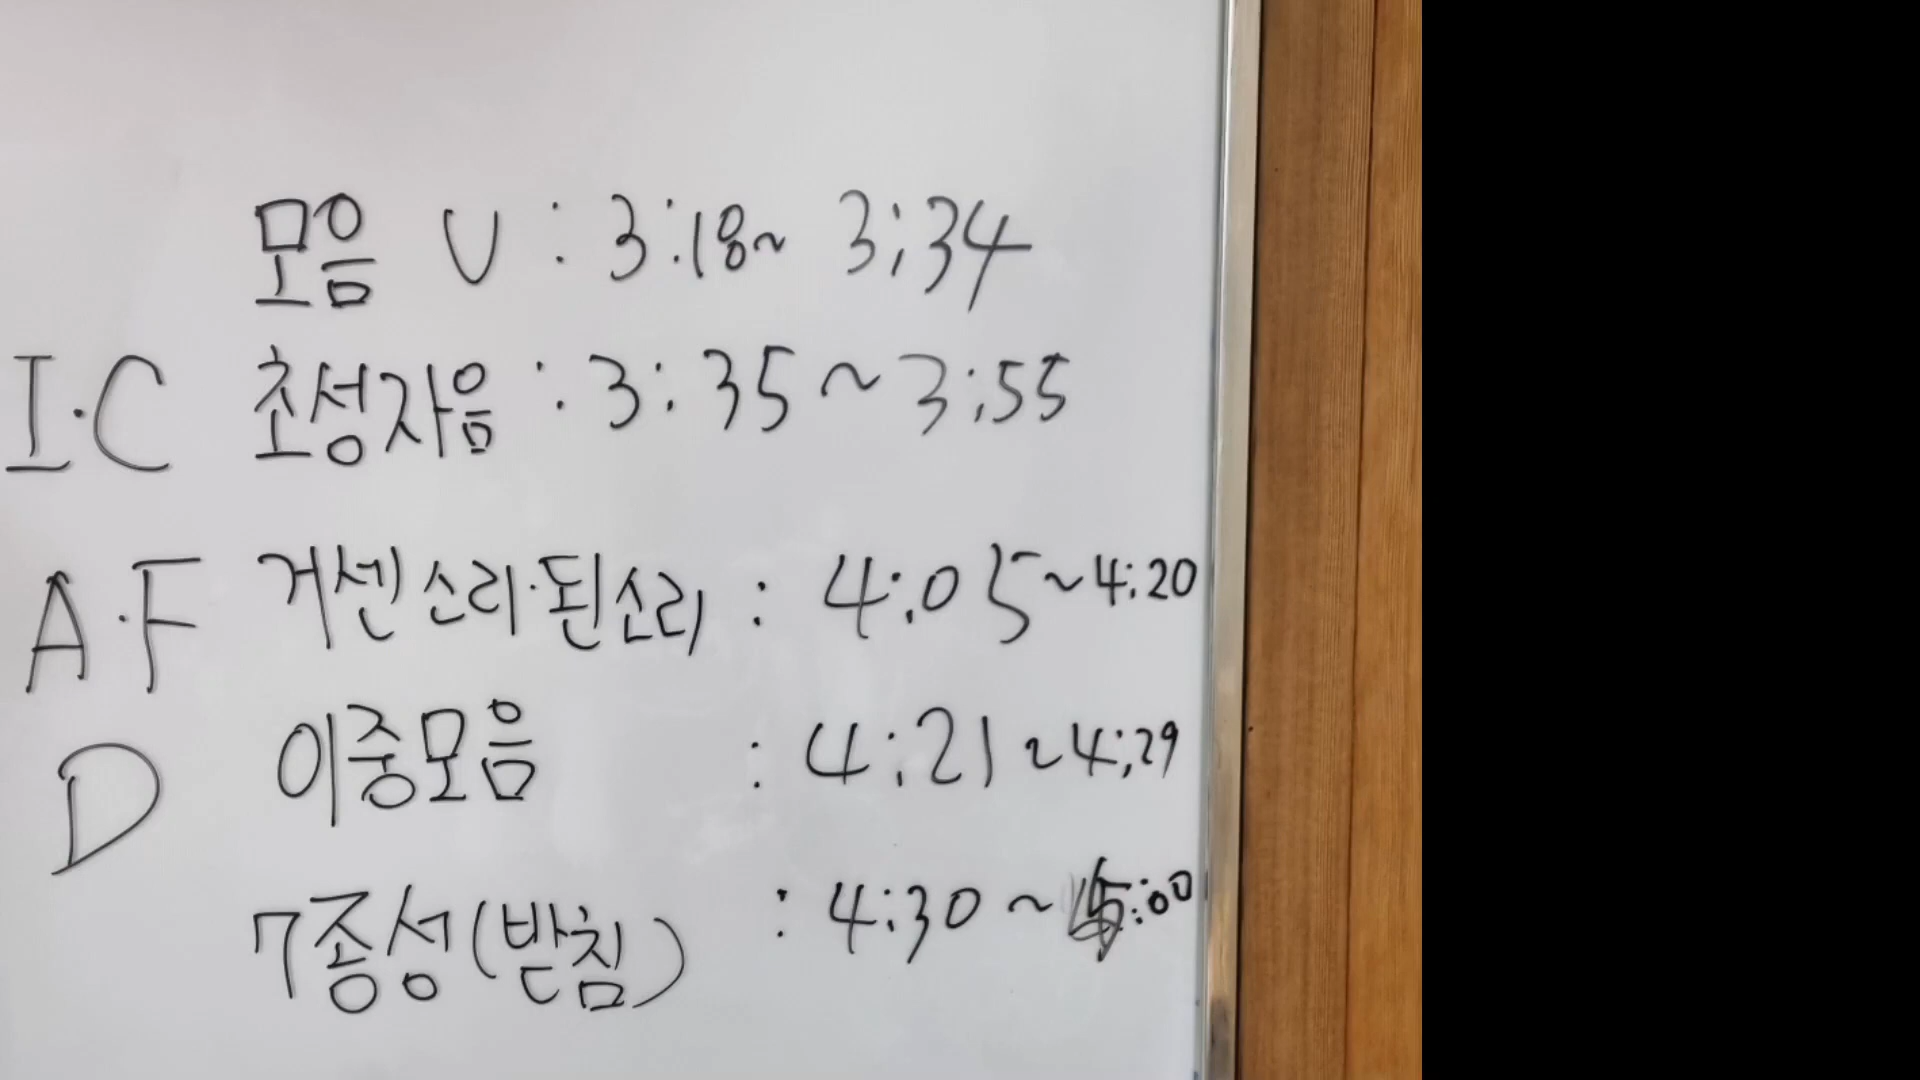 모음 V : 3:18~ 3:34
I.C 초성자음 : 3:35~3:55
A.F 거센소리·된소리 : 4:05~4:20
D 이중모음 : 4:21~4:29
7종성(받침) : 4:30~5:00